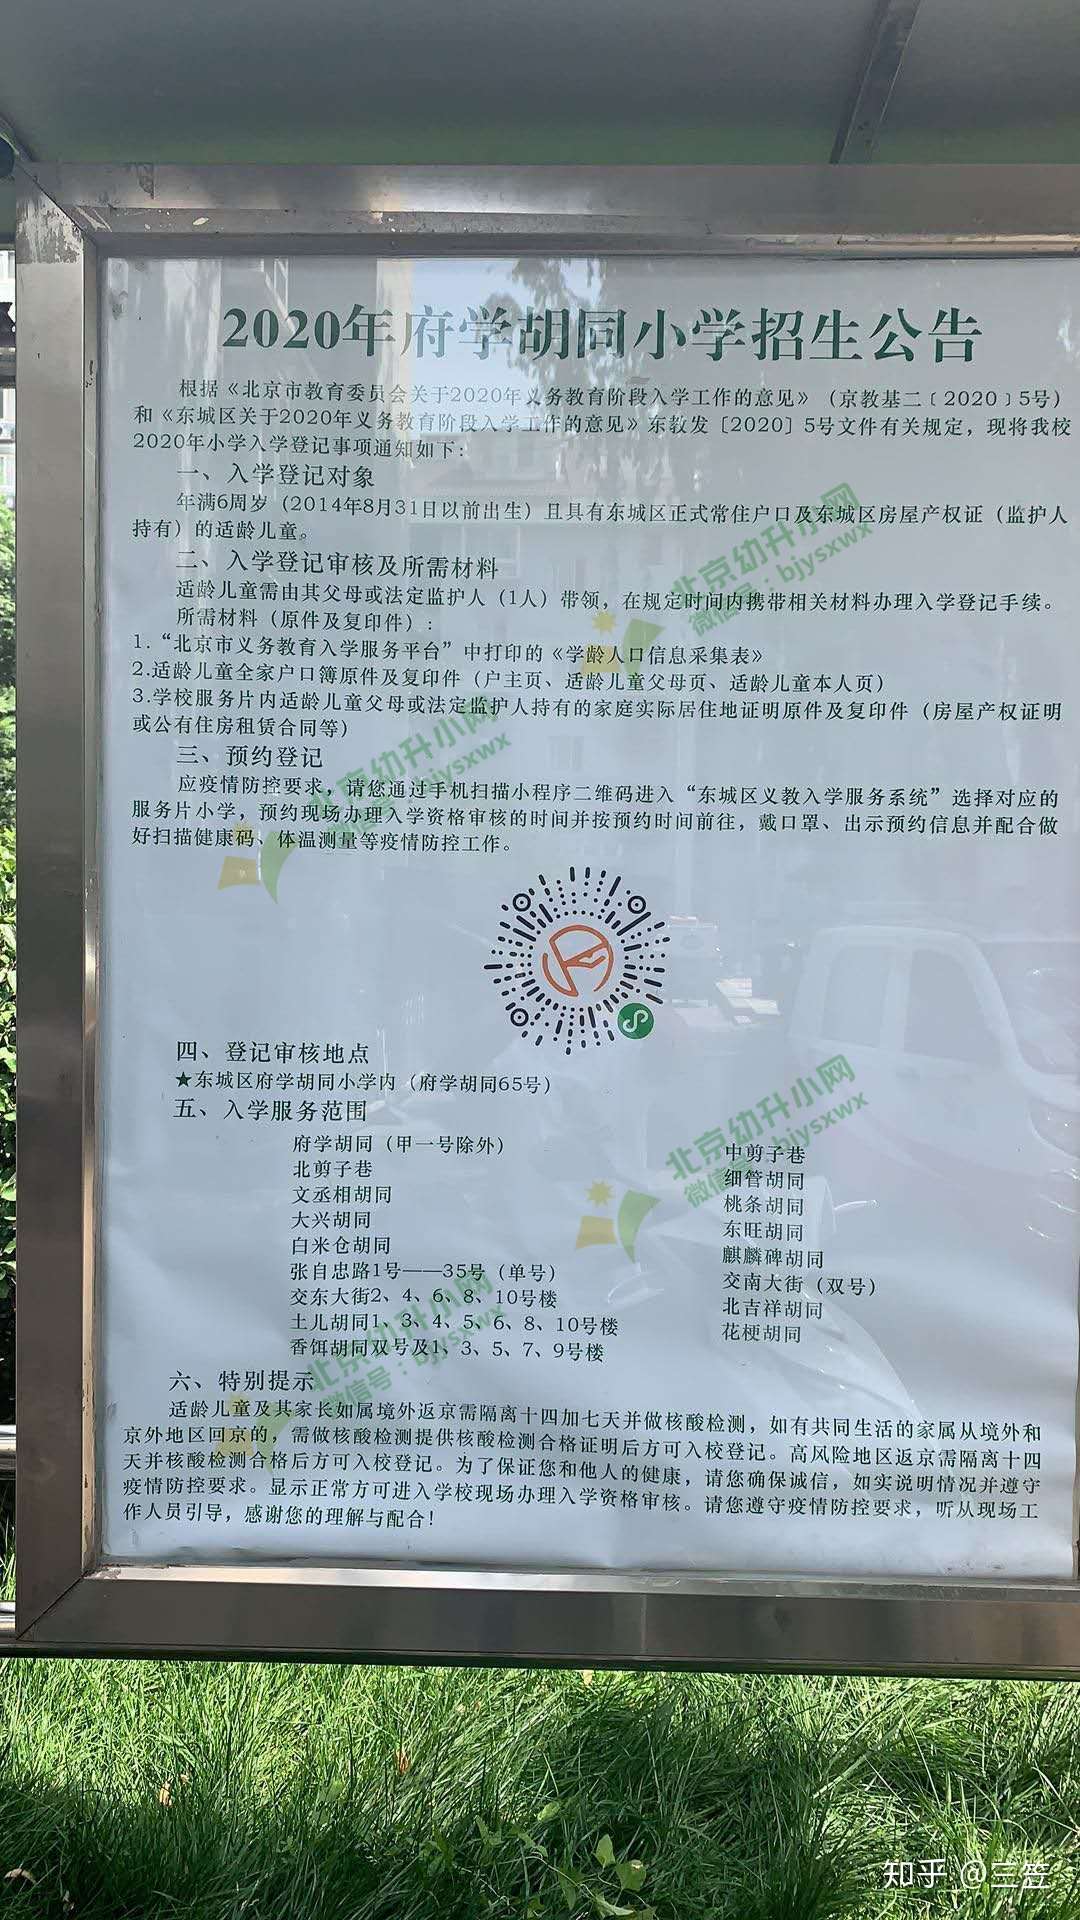 2020年府学胡同小学招生公告
根据《北京市教育委员会关于2020年义务教育阶段入学工作的意见》（京教基二﹝2020﹞5号）
和《东城区关于2020年义务教育阶段入学工作的意见》东教发［2020］5号文件有关规定，现将我校
2020年小学入学登记事项通知如下：
一、入学登记对象
年满6周岁（2014年8月31日以前出生）且具有东城区正式常住户口及东城区房屋产权证（监护人
持有）的适龄儿童。
二、入学登记审核及所需材料
适龄儿童需由其父母或法定监护人（1人）带领，在规定时间内携带相关材料办理入学登记手续。
所需材料（原件及复印件）：
1.“北京市义务教育入学服务平台”中打印的《学龄人口信息采集表》
2.适龄儿童全家户口簿原件及复印件（户主页、适龄儿童父母页、适龄儿童本人页）
3.学校服务片内适龄儿童父母或法定监护人持有的家庭实际居住地证明原件及复印件（房屋产权证明
或公有住房租赁合同等）
三、预约登记
应疫情防控要求，请您通过手机扫描小程序二维码进入“东城区义教入学服务系统”选择对应的
服务片小学，预约现场办理入学资格审核的时间并按预约时间前往，戴口罩、出示预约信息并配合做
好扫描健康码、体温测量等疫情防控工作。
四、登记审核地点
★东城区府学胡同小学内（府学胡同65号）
五、入学服务范围
府学胡同（甲一号除外）
北剪子巷
文丞相胡同
大兴胡同
白米仓胡同
张自忠路1号——35号（单号）
交东大街2、4、6、8、10号楼
土儿胡同1、3、4、5、6、8、10号楼
香饵胡同双号及1、3、5、7、9号楼
中剪子巷
细管胡同
桃条胡同
东旺胡同
麒麟碑胡同
交南大街（双号）
北吉祥胡同
花梗胡同
六、特别提示
适龄儿童及其家长如属境外返京需隔离十四加七天并做核酸检测，如有共同生活的家属从境外和
京外地区回京的，需做核酸检测提供核酸检测合格证明后方可入校登记。高风险地区返京需隔离十四
天并核酸检测合格后方可入校登记。为了保证您和他人的健康，请您确保诚信，如实说明情况并遵守
疫情防控要求。显示正常方可进入学校现场办理入学资格审核。请您遵守疫情防控要求，听从现场工
作人员引导，感谢您的理解与配合！
北京幼升小网
微信号：bjysxwx
北京幼升小网
微信号：bjysxwx
北京幼升小网
微信号：bjysxwx
北京幼升小网
微信号：bjysxwx
知乎 @三笠